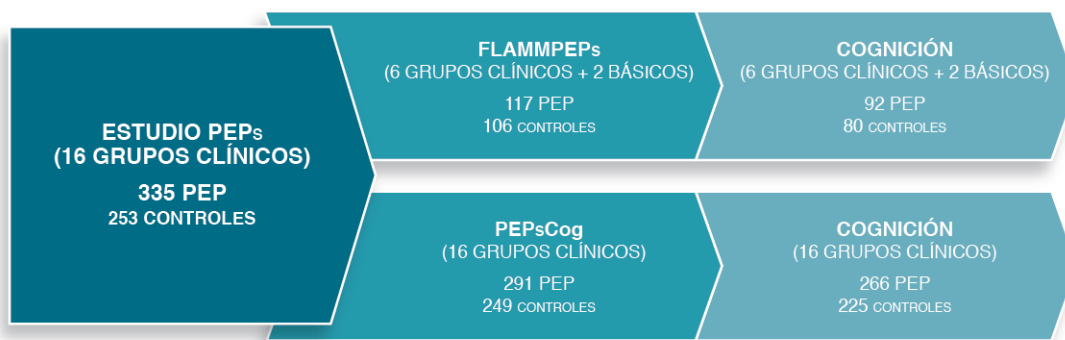 ESTUDIO PEPs
(16 GRUPOS CLÍNICOS)
335 PEP
253 CONTROLES
FLAMMPEPs
(6 GRUPOS CLÍNICOS + 2 BÁSICOS)
117 PEP
106 CONTROLES
COGNICIÓN
(6 GRUPOS CLÍNICOS + 2 BÁSICOS)
92 PEP
80 CONTROLES
PEPsCog
(16 GRUPOS CLÍNICOS)
291 PEP
249 CONTROLES
COGNICIÓN
(16 GRUPOS CLÍNICOS)
266 PEP
225 CONTROLES